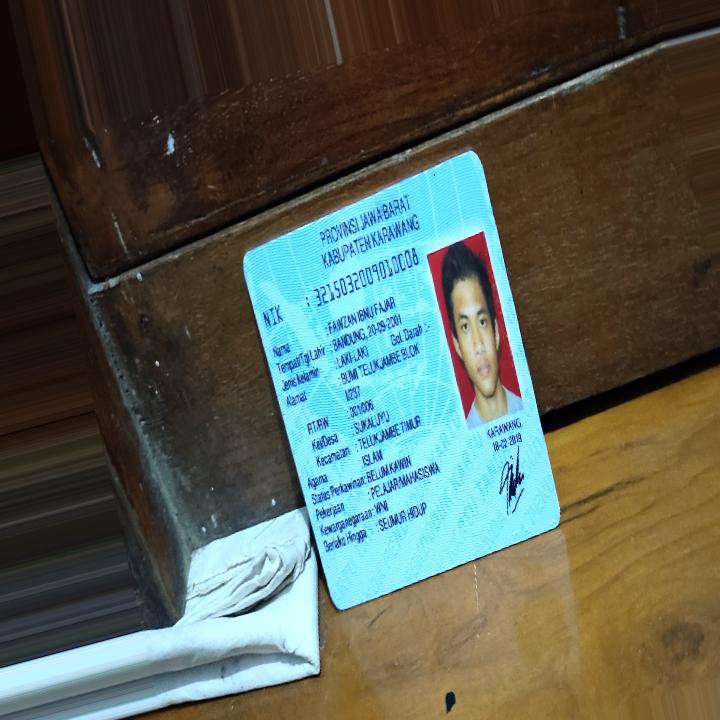 PROVINSI JAWA BARAT
KABUPATEN KARAWANG
NIK : 3215032009010008
Nama : FAWZAN IBNU FAJAR
Tempat/Tgl Lahir : BANDUNG, 20-09-2001
Jenis kelamin : LAKI-LAKI Gol. Darah :-
Alamat : BUMI TELUKJAMBE BLOK
I/297
RT/RW : 001/006
Kel/Desa : SUKALUYU
Kecamatan : TELUKJAMBE TIMUR
Agama : ISLAM
Status Perkawinan: BELUM KAWIN
Pekerjaan : PELAJAR/MAHASISWA
Kewarganegaraan: WNI
Berlaku Hingga : SEUMUR HIDUP
KARAWANG
18-02-2019